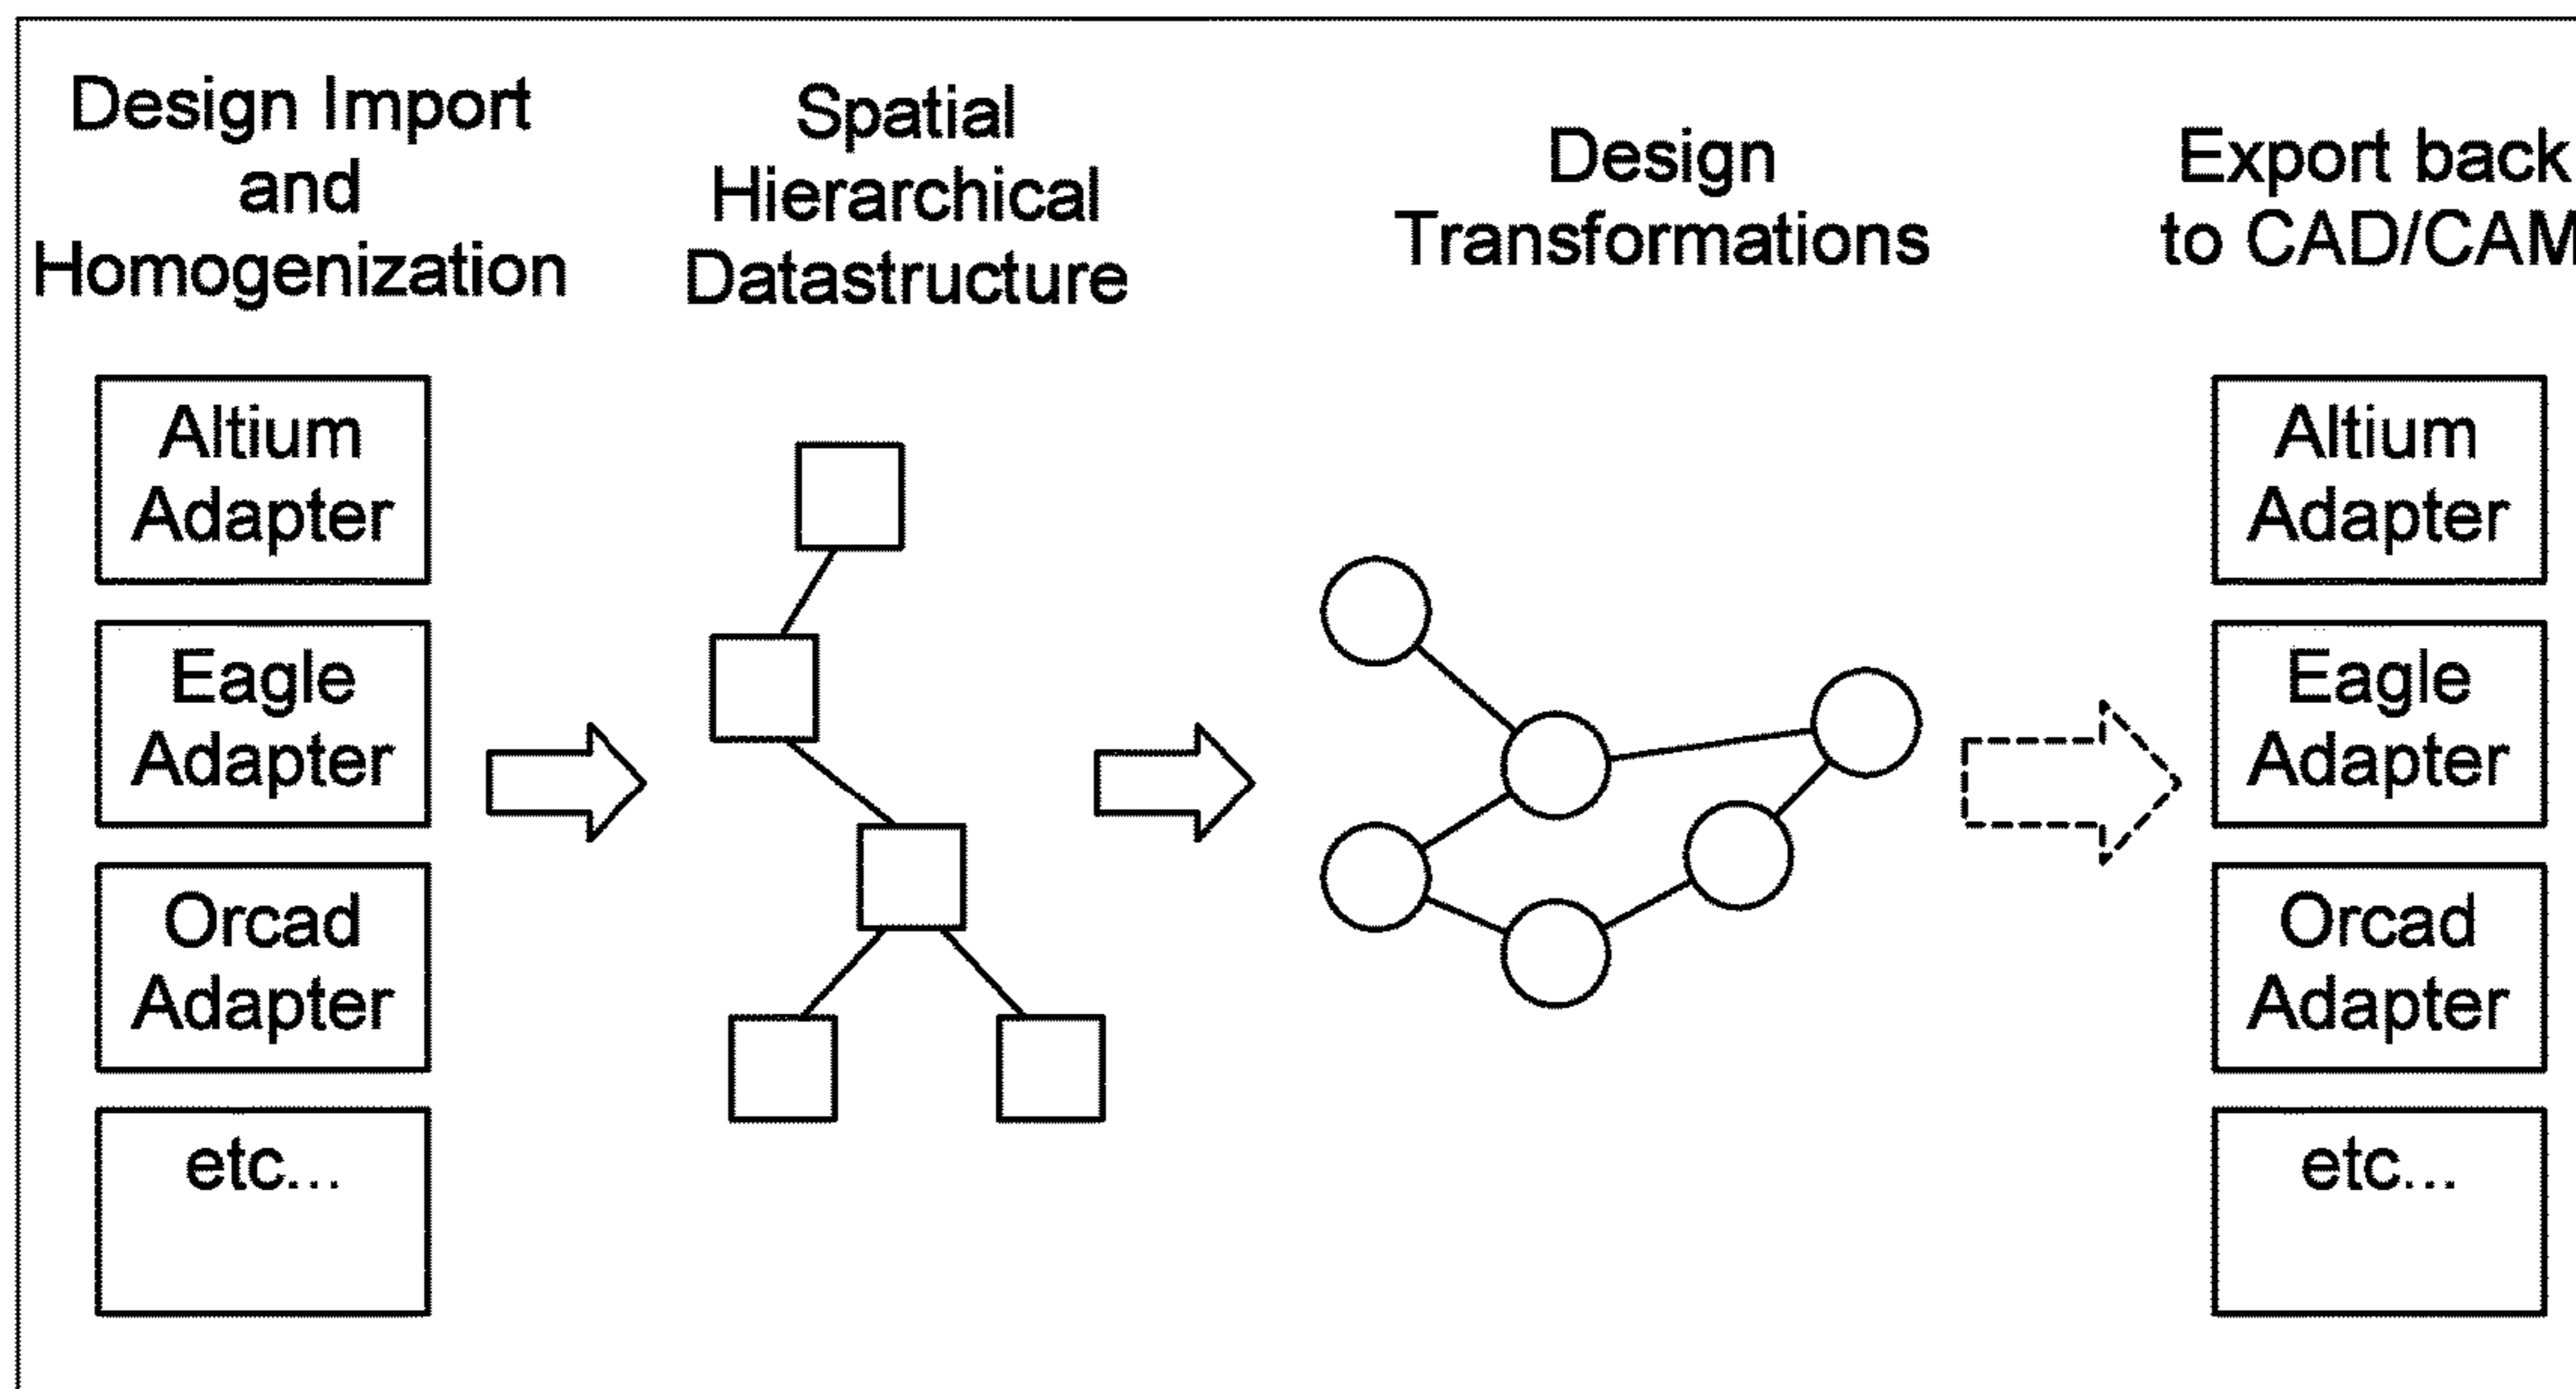 Design Import
and
Homogenization
Spatial
Hierarchical
Datastructure
Design
Transformations
Export back
to CAD/CAM
Altium
Adapter
Eagle
Adapter
Orcad
Adapter
etc...
Altium
Adapter
Eagle
Adapter
Orcad
Adapter
etc...